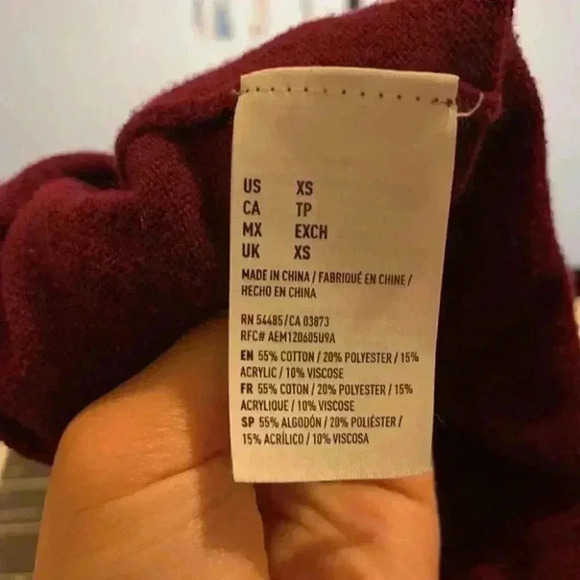 US XS
CA TP
MX EXCH
UK XS
MADE IN CHINA / FABRIQUÉ EN CHINE /
HECHO EN CHINA
RN 54485 / CA 03873
RFC# AEM120605U9A
EN 55% COTTON / 20% POLYESTER / 15%
ACRYLIC / 10% VISCOSE
FR 55% COTON / 20% POLYESTER / 15%
ACRYLIQUE / 10% VISCOSE
SP 55% ALGODÓN / 20% POLIÉSTER /
15% ACRÍLICO / 10% VISCOSA